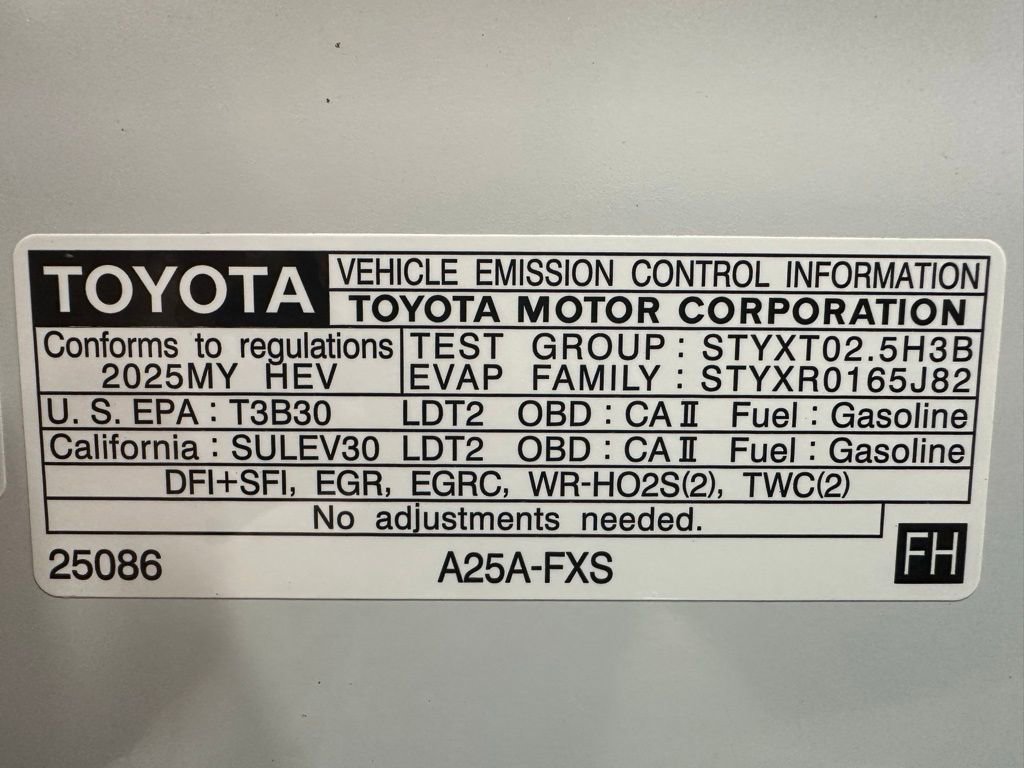 TOYOTA VEHICLE EMISSION CONTROL INFORMATION
TOYOTA MOTOR CORPORATION
Conforms to regulations TEST GROUP : STYXT02.5H3B
2025MY HEV EVAP FAMILY : STYXR0165J82
U. S. EPA : T3B30 LDT2 OBD : CA II Fuel : Gasoline
California : SULEV30 LDT2 OBD : CA II Fuel : Gasoline
DFI+SFI, EGR, EGRC, WR-HO2S(2), TWC(2)
No adjustments needed.
25086 A25A-FXS FH